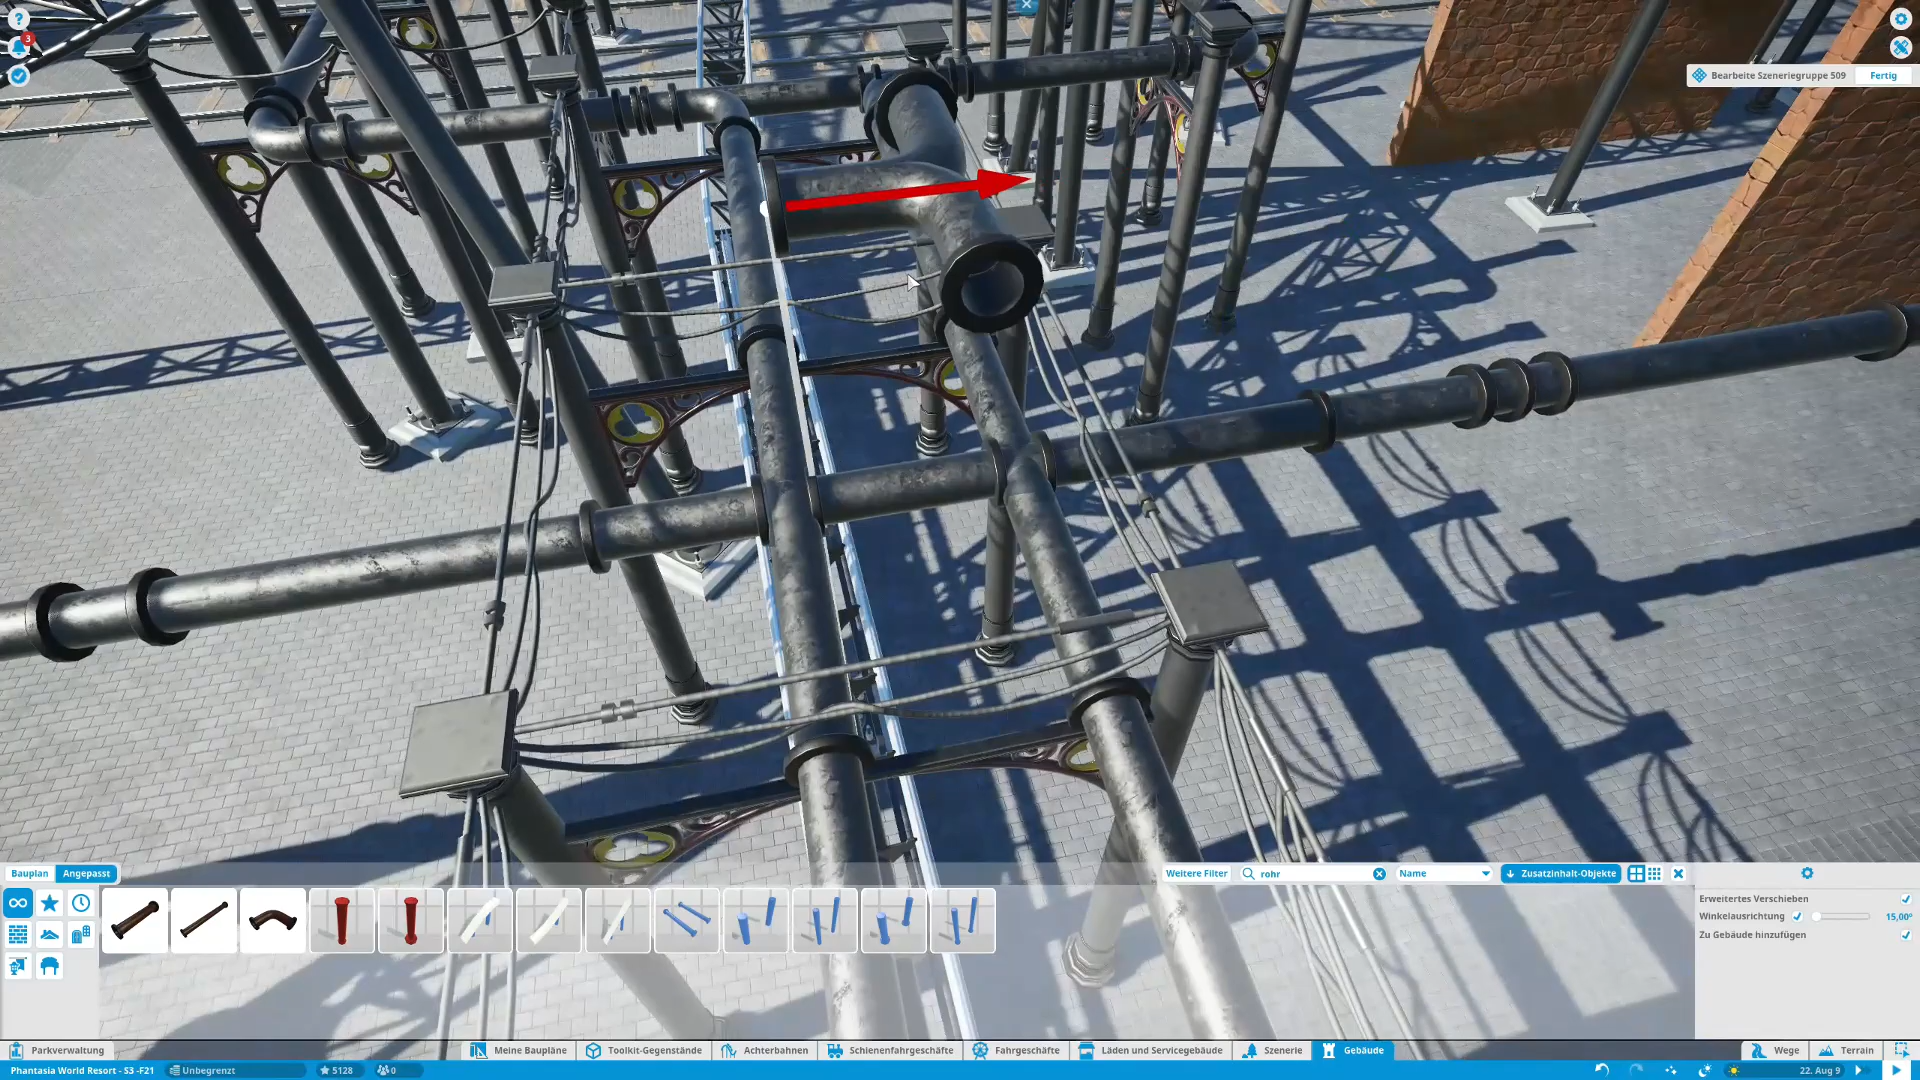 ?
3
Bearbeite Szeneriegruppe 509
Fertig
Bauplan
Angepasst
Weitere Filter
rohr
Name
Zusatzinhalt-Objekte
Erweitertes Verschieben
Winkelausrichtung
15,00°
Zu Gebäude hinzufügen
Parkverwaltung
Meine Baupläne
Toolkit-Gegenstände
Achterbahnen
Schienenfahrgeschäfte
Fahrgeschäfte
Läden und Servicegebäude
Szenerie
Gebäude
Wege
Terrain
Phantasia World Resort - S3 -F21
Unbegrenzt
5128
0
22. Aug 9